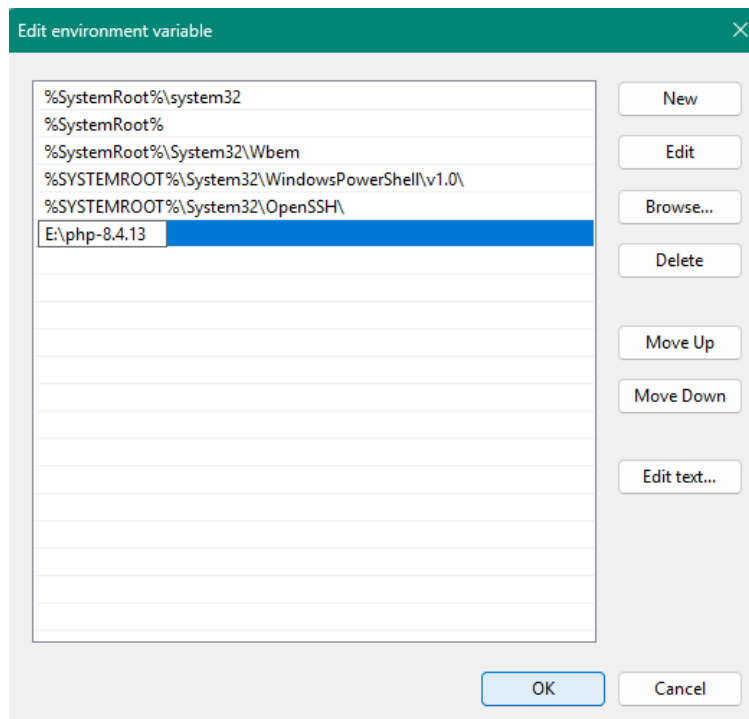 Edit environment variable
%SystemRoot%\system32
%SystemRoot%
%SystemRoot%\System32\Wbem
%SYSTEMROOT%\System32\WindowsPowerShell\v1.0\
%SYSTEMROOT%\System32\OpenSSH\
E:\php-8.4.13
New
Edit
Browse...
Delete
Move Up
Move Down
Edit text...
OK
Cancel